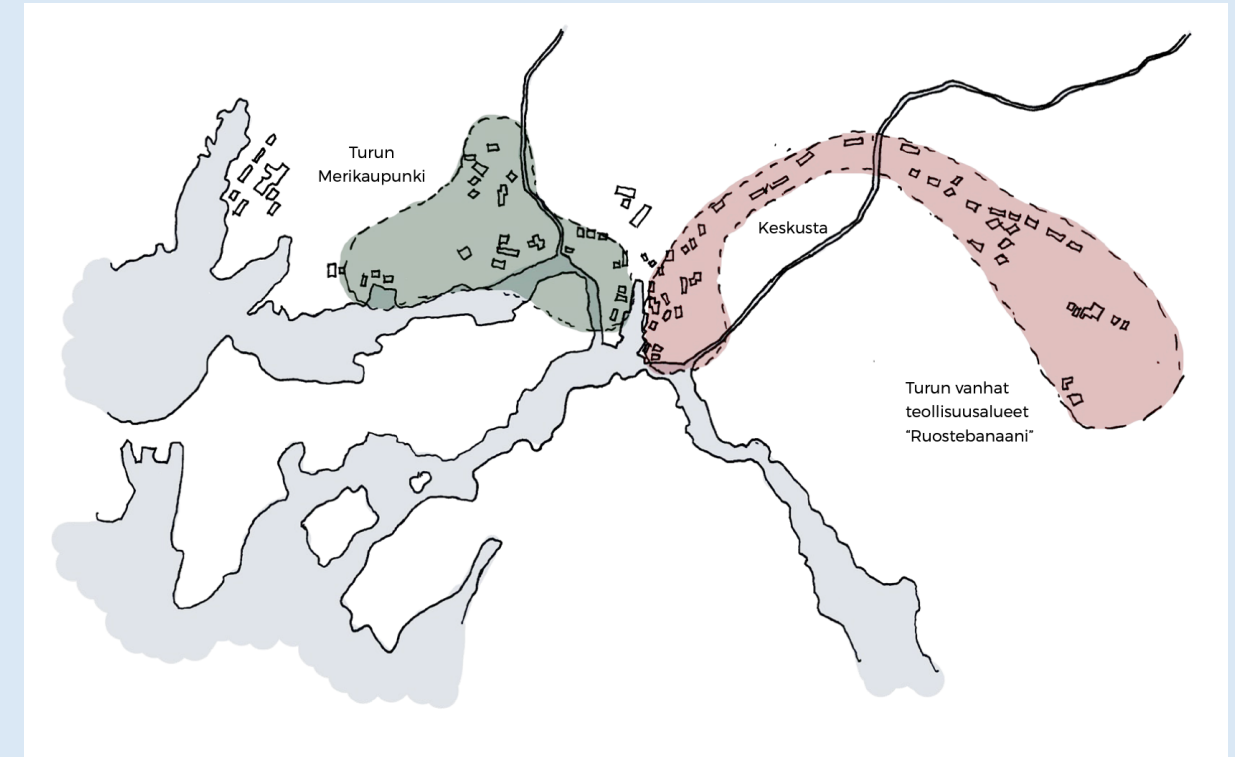 Turun
Merikaupunki
Keskusta
Turun vanhat
teollisuusalueet
“Ruostebanaani”